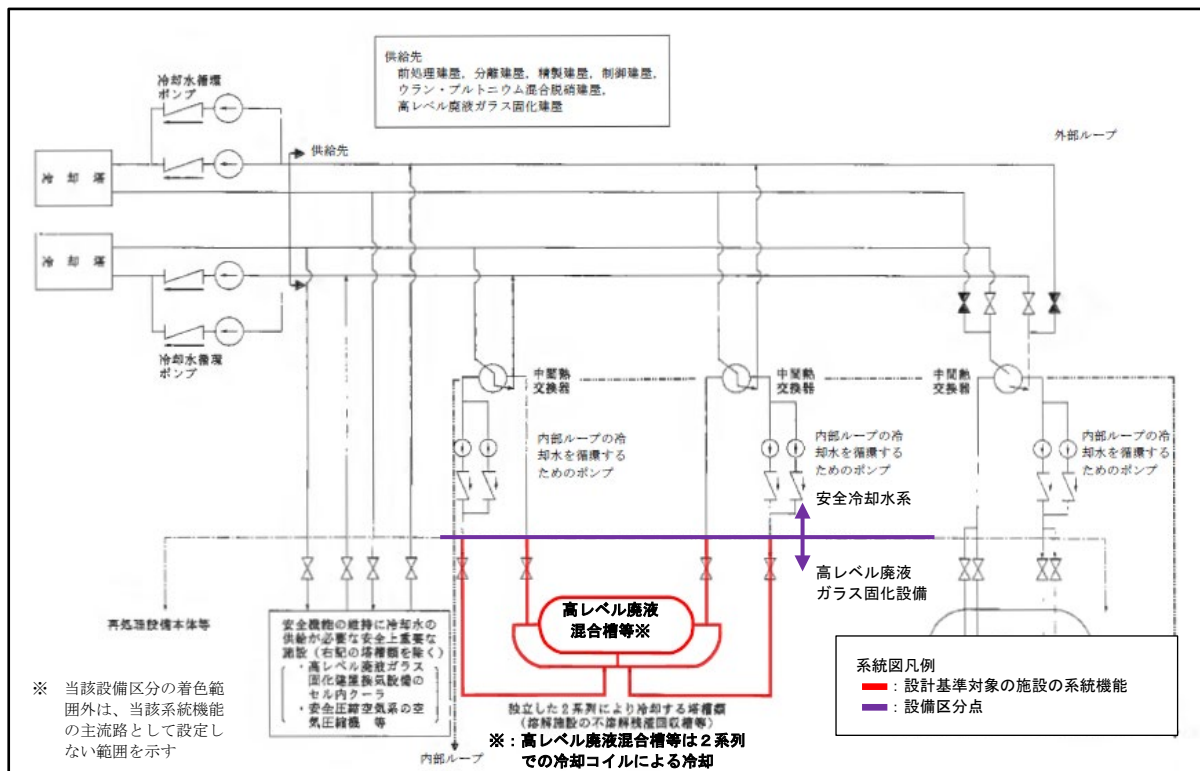 供給先
前処理建屋，分離建屋，精製建屋，制御建屋，
ウラン・プルトニウム混合脱硝建屋，
高レベル廃液ガラス固化建屋
冷却水循環
ポンプ
外部ループ
供給先
冷却塔
冷却塔
冷却水循環
ポンプ
中間熱
交換器
中間熱
交換器
中間熱
交換器
内部ループの冷
却水を循環する
ためのポンプ
内部ループの冷
却水を循環する
ためのポンプ
内部ループの冷
却水を循環する
ためのポンプ
安全冷却水系
高レベル廃液
ガラス固化設備
再処理設備本体等
安全機能の維持に冷却水の
供給が必要な安全上重要な
施設（右記の塔槽類を除く）
・高レベル廃液ガラス
固化建屋換気設備の
セル内クーラ
・安全圧縮空気系の空
気圧縮機 等
高レベル廃液
混合槽等※
独立した２系列により冷却する塔槽類
（溶解施設の不溶解残渣回収槽等）
※：高レベル廃液混合槽等は２系列
での冷却コイルによる冷却
内部ループ
※ 当該設備区分の着色範
囲外は、当該系統機能
の主流路として設定し
ない範囲を示す
系統図凡例
：設計基準対象の施設の系統機能
：設備区分点